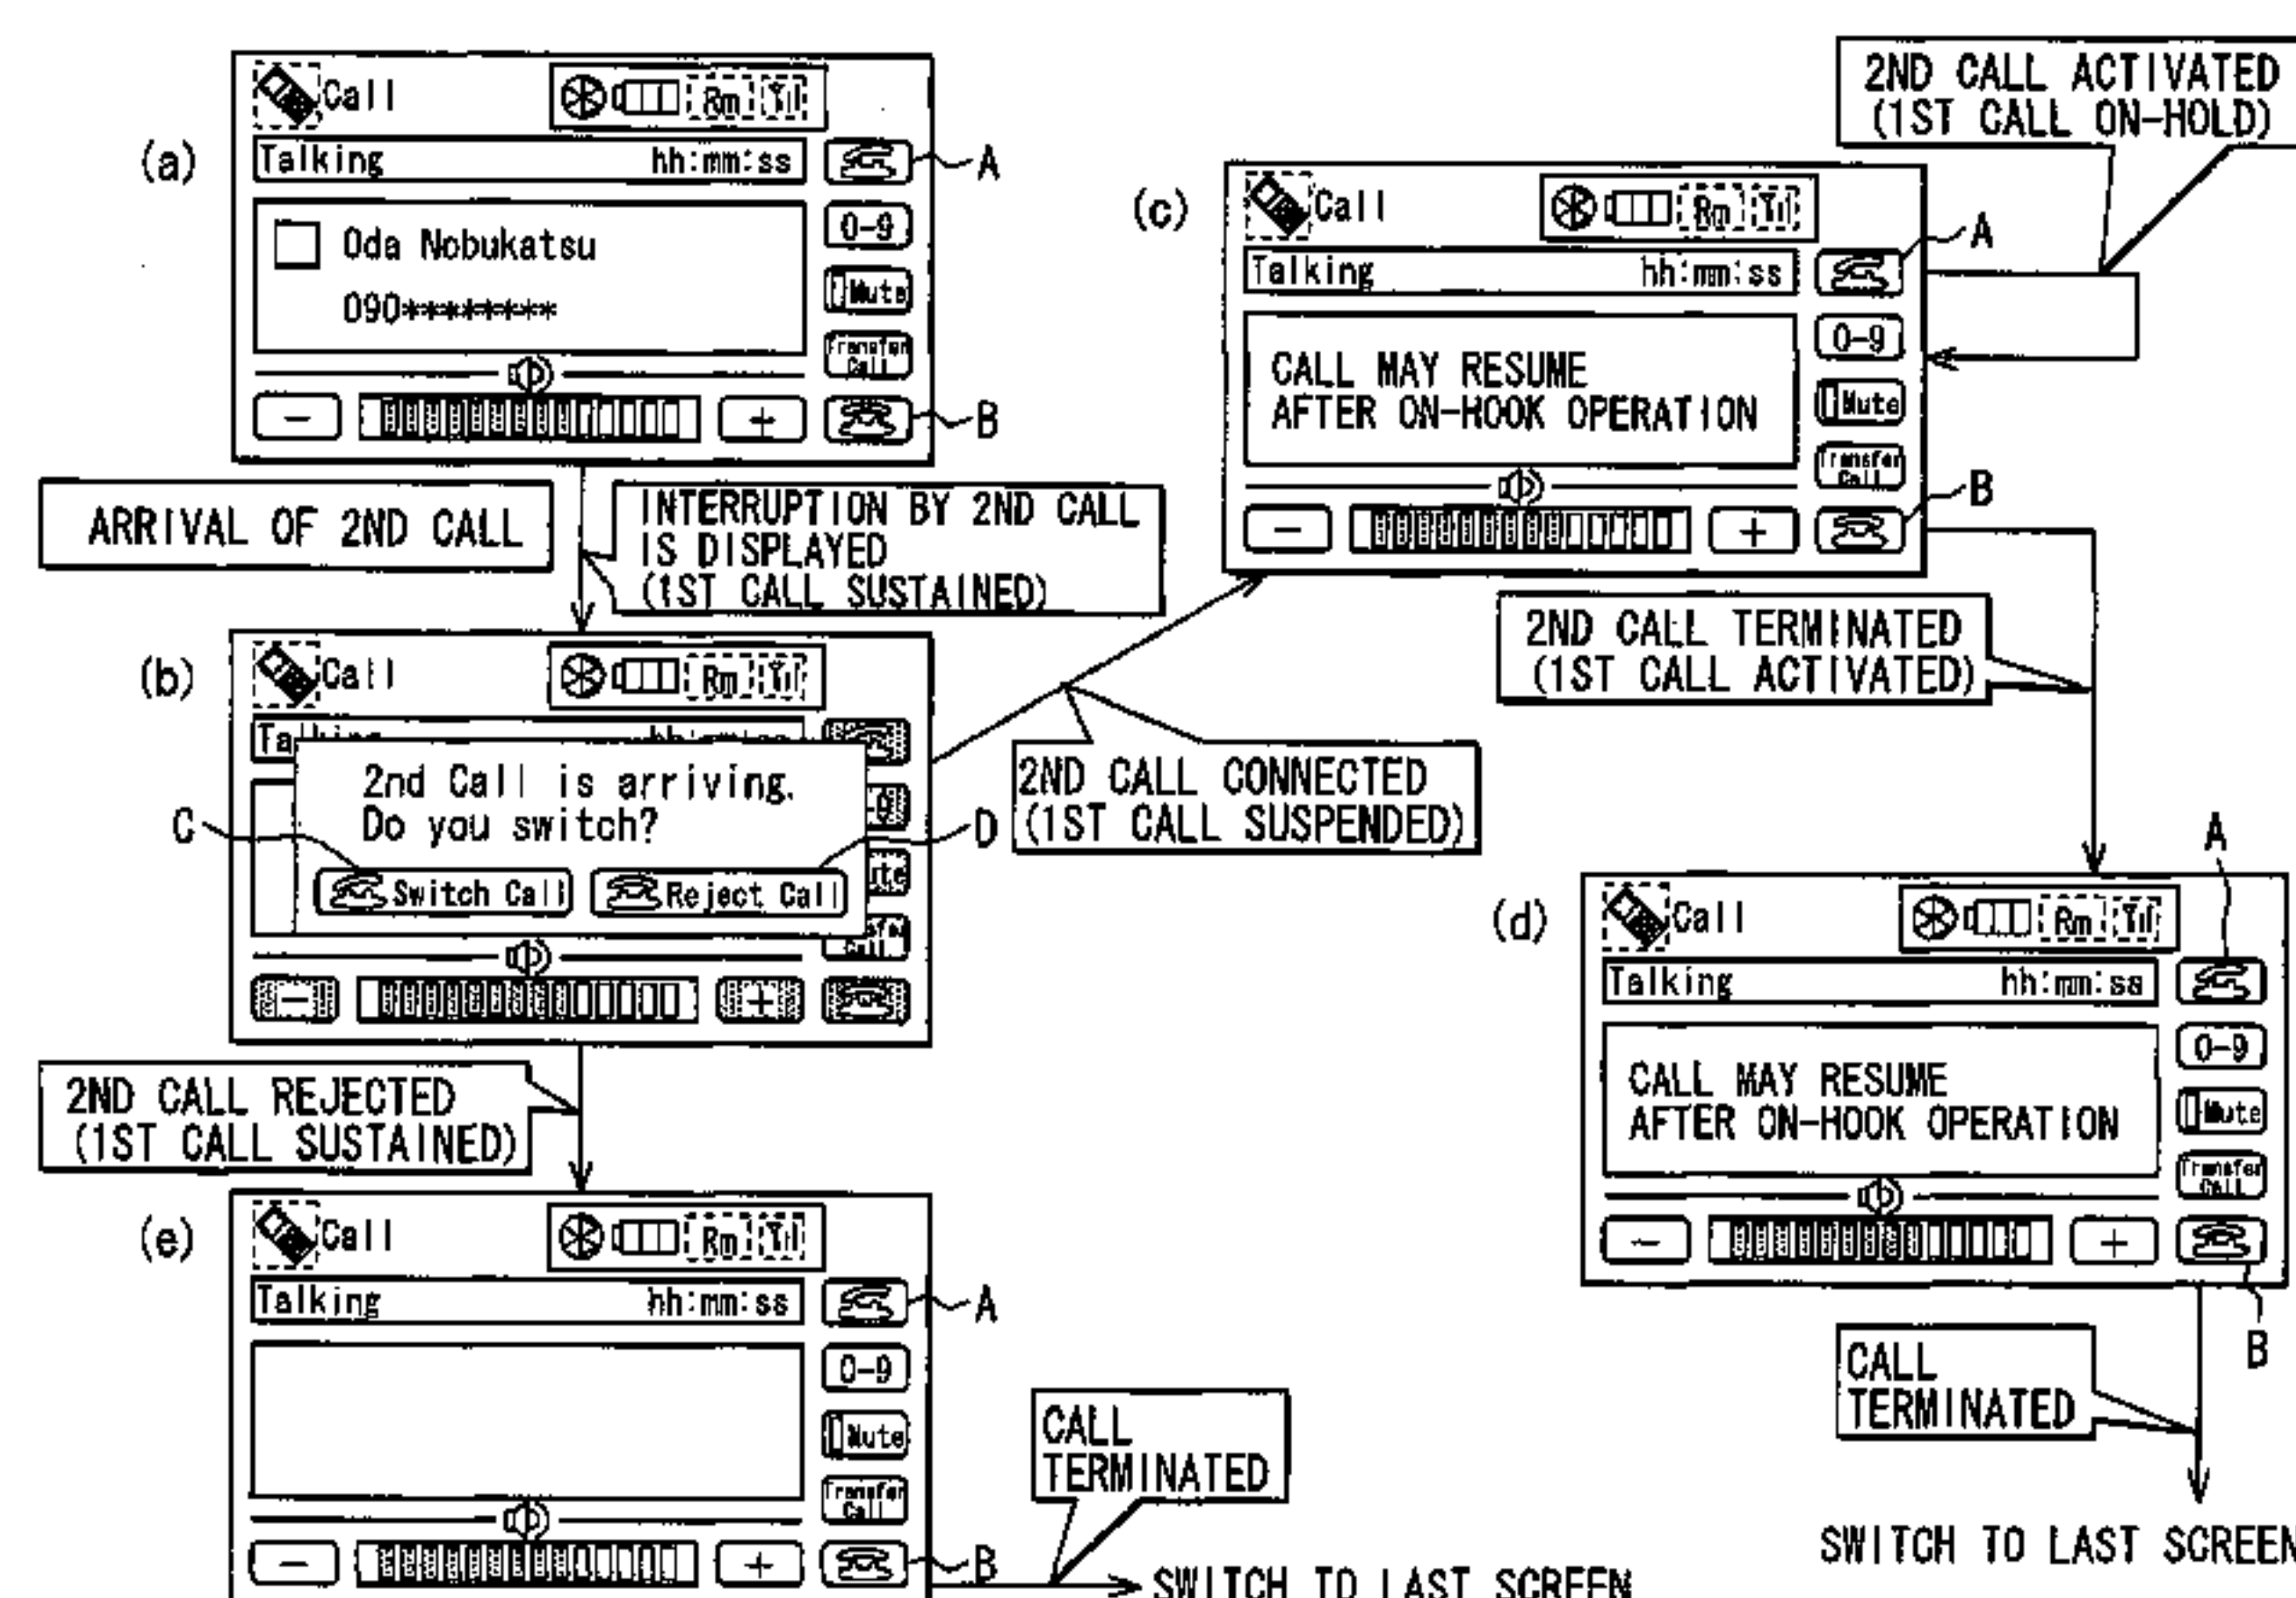 (a)
Call
Rm
Talking hh:mm:ss
A
Oda Nobukatsu
090********
0-9
Mute
Transfer
Call
- +
B
ARRIVAL OF 2ND CALL
INTERRUPTION BY 2ND CALL
IS DISPLAYED
(1ST CALL SUSTAINED)
(b)
Call
Rm
2nd Call is arriving.
Do you switch?
C
D
Switch Call
Reject Call
- +
2ND CALL REJECTED
(1ST CALL SUSTAINED)
(e)
Call
Rm
Talking hh:mm:ss
A
0-9
Mute
Transfer
Call
- +
B
CALL
TERMINATED
SWITCH TO LAST SCREEN
2ND CALL CONNECTED
(1ST CALL SUSPENDED)
(c)
Call
Rm
Talking hh:mm:ss
A
CALL MAY RESUME
AFTER ON-HOOK OPERATION
0-9
Mute
Transfer
Call
- +
B
2ND CALL ACTIVATED
(1ST CALL ON-HOLD)
2ND CALL TERMINATED
(1ST CALL ACTIVATED)
(d)
Call
Rm
Talking hh:mm:ss
A
CALL MAY RESUME
AFTER ON-HOOK OPERATION
0-9
Mute
Transfer
Call
- +
B
CALL
TERMINATED
SWITCH TO LAST SCREEN